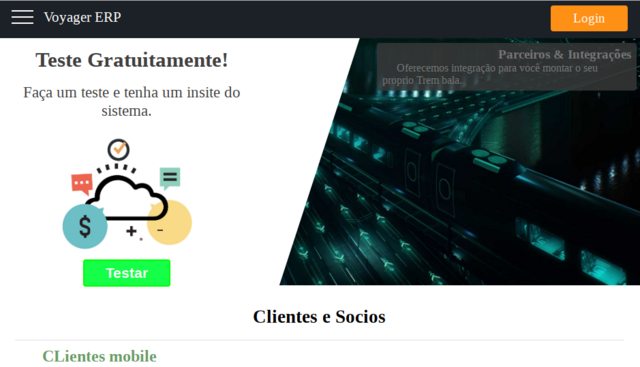 Voyager ERP
Login
Teste Gratuitamente!
Faça um teste e tenha um insite do
sistema.
Testar
Parceiros & Integrações
Oferecemos integração para você montar o seu
proprio Trem bala.
Clientes e Socios
CLientes mobile